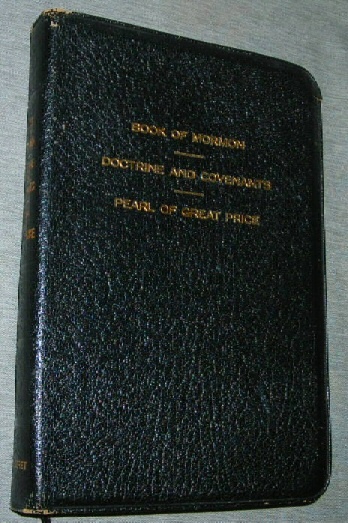 BOOK OF MORMON
DOCTRINE AND COVENANTS
PEARL OF GREAT PRICE